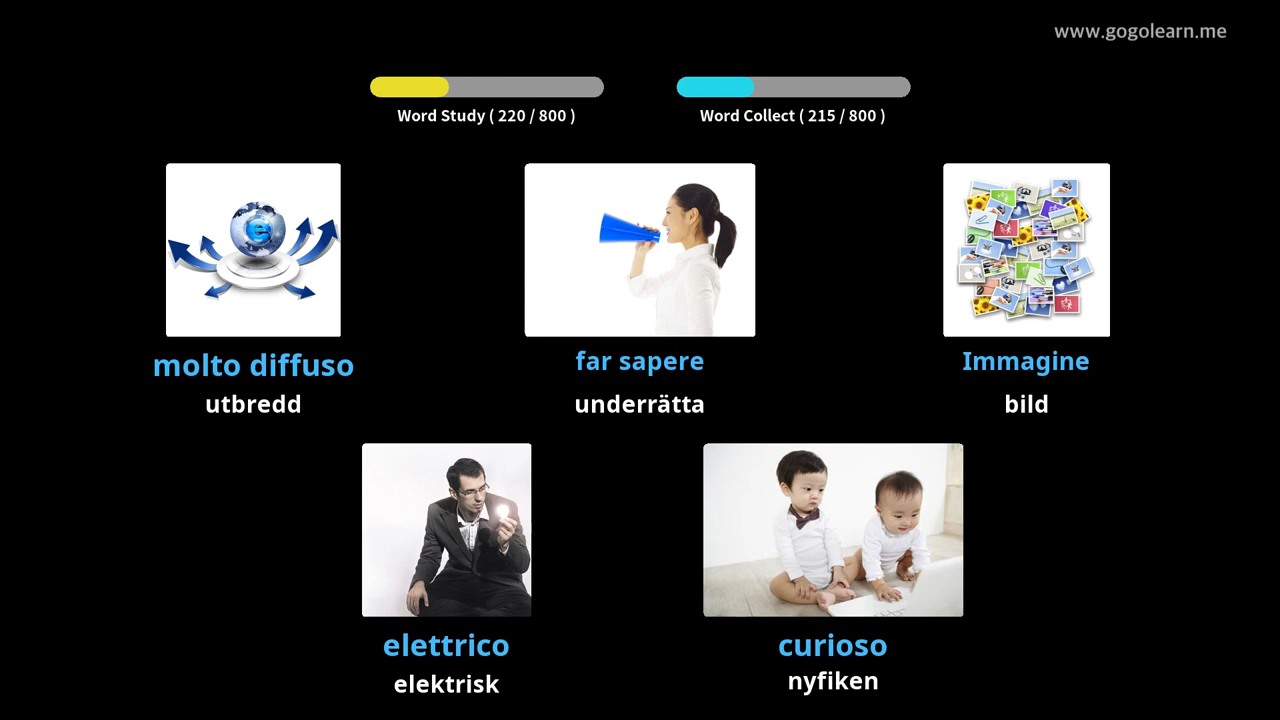 www.gogolearn.me
Word Study ( 220 / 800 )
Word Collect ( 215 / 800 )
molto diffuso
utbredd
far sapere
underrätta
Immagine
bild
elettrico
elektrisk
curioso
nyfiken